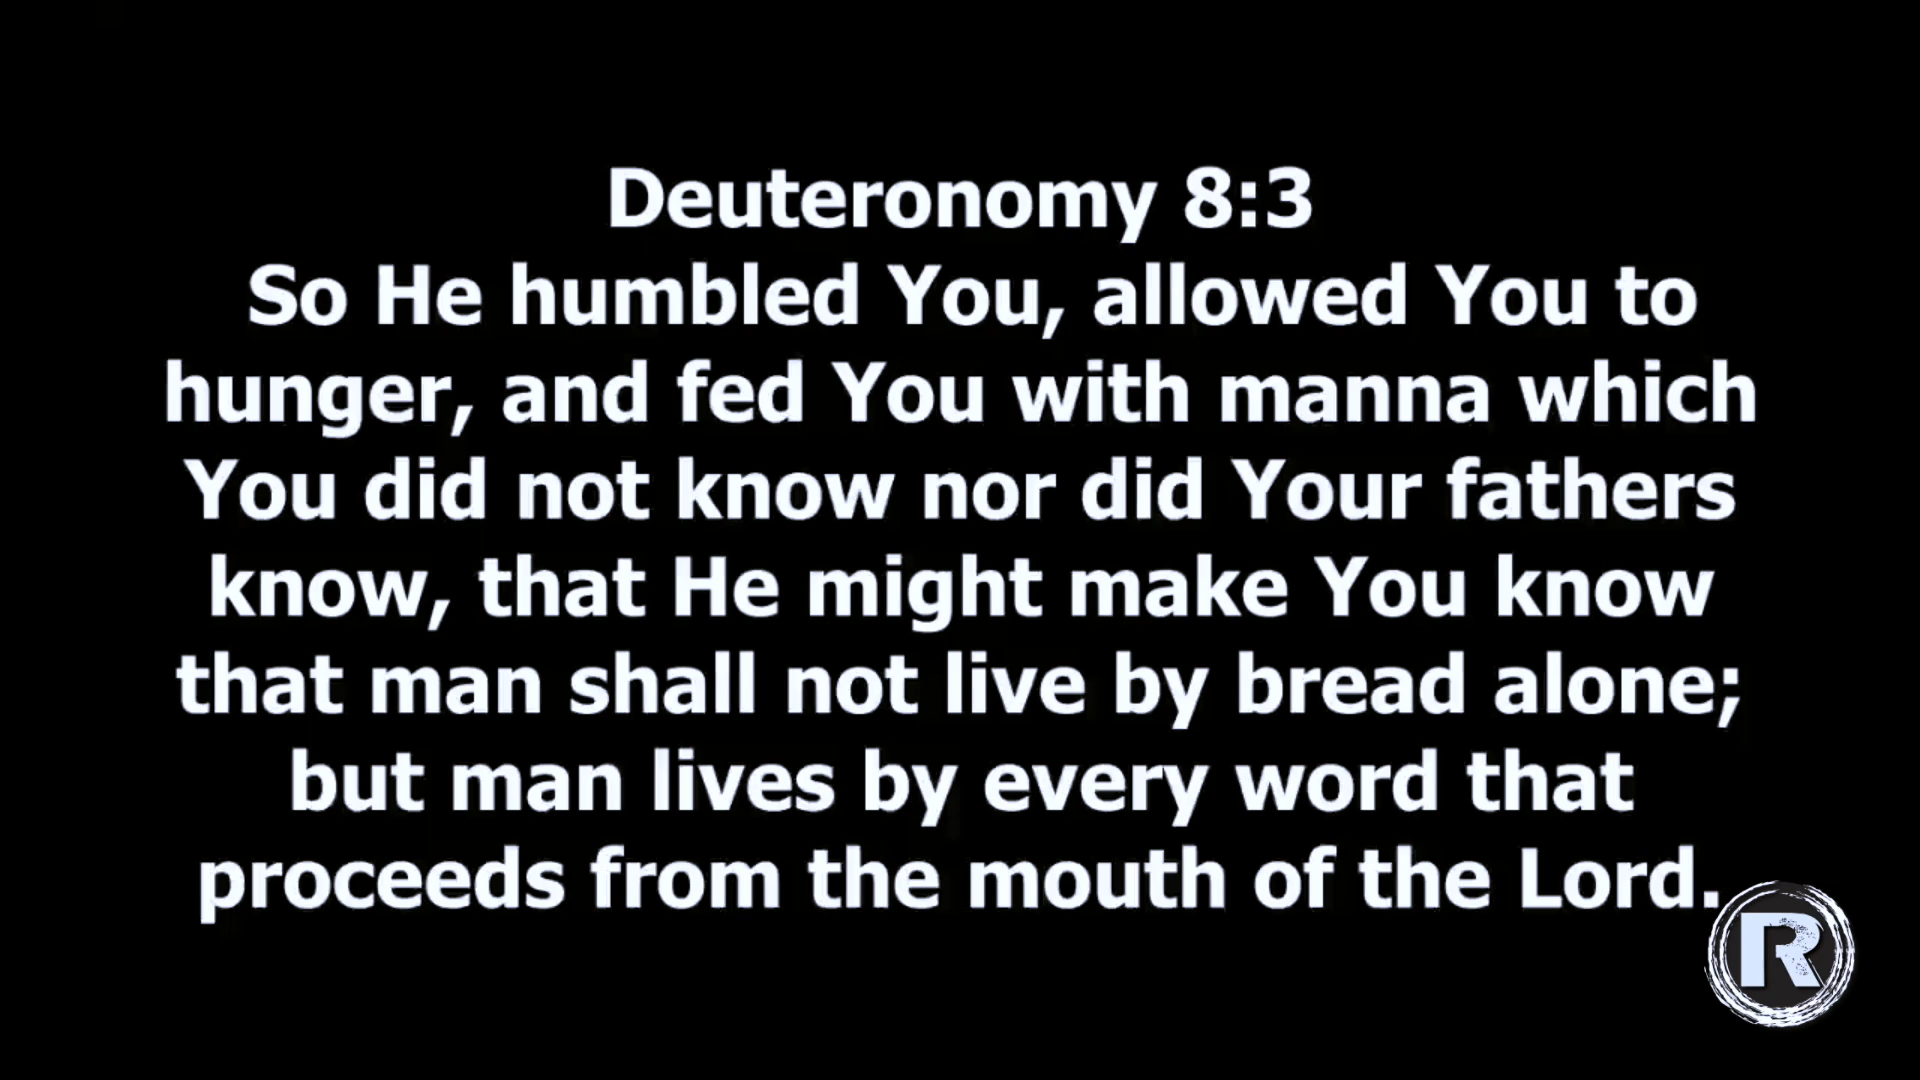 Deuteronomy 8:3
So He humbled You, allowed You to
hunger, and fed You with manna which
You did not know nor did Your fathers
know, that He might make You know
that man shall not live by bread alone;
but man lives by every word that
proceeds from the mouth of the Lord.
R